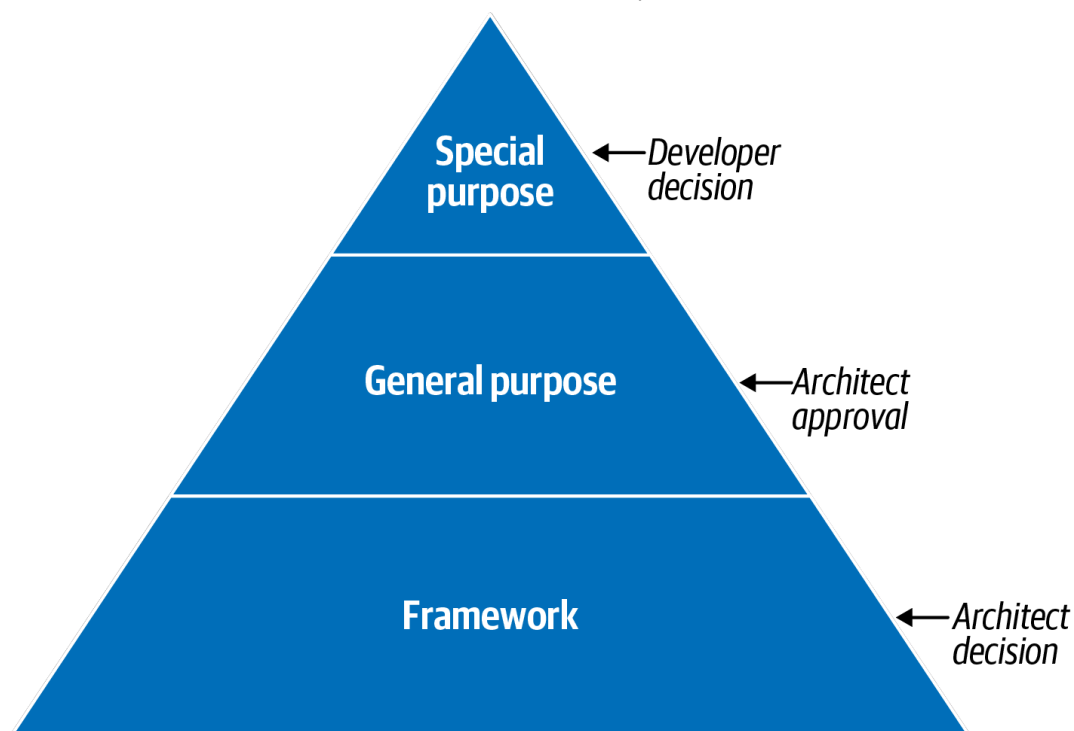 Special
purpose
Developer
decision
General purpose
Architect
approval
Framework
Architect
decision